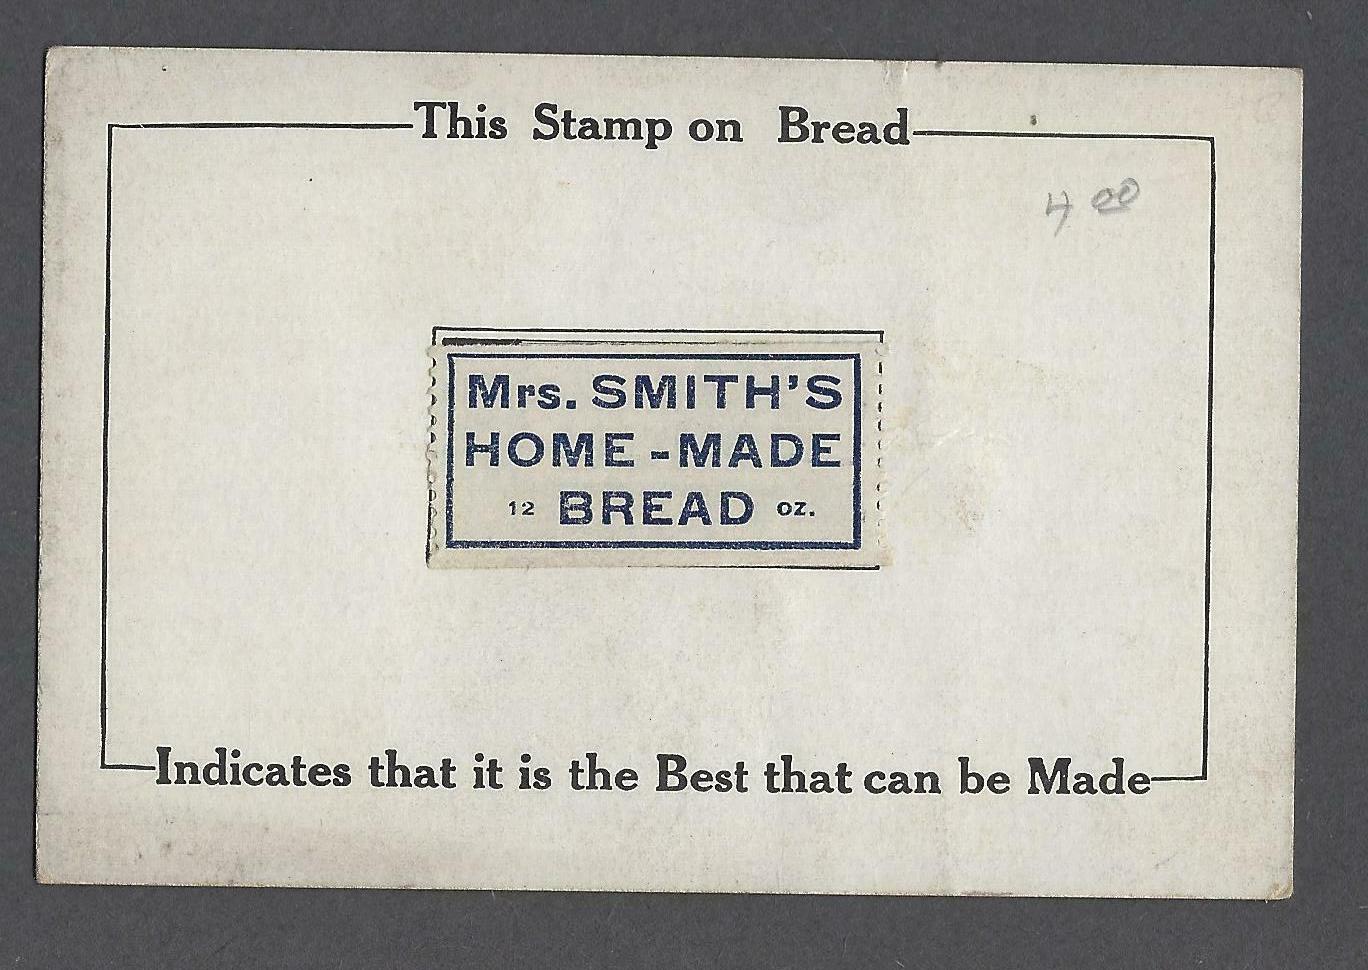 This Stamp on Bread
4 00
Mrs. SMITH'S
HOME-MADE
12 BREAD OZ.
Indicates that it is the Best that can be Made